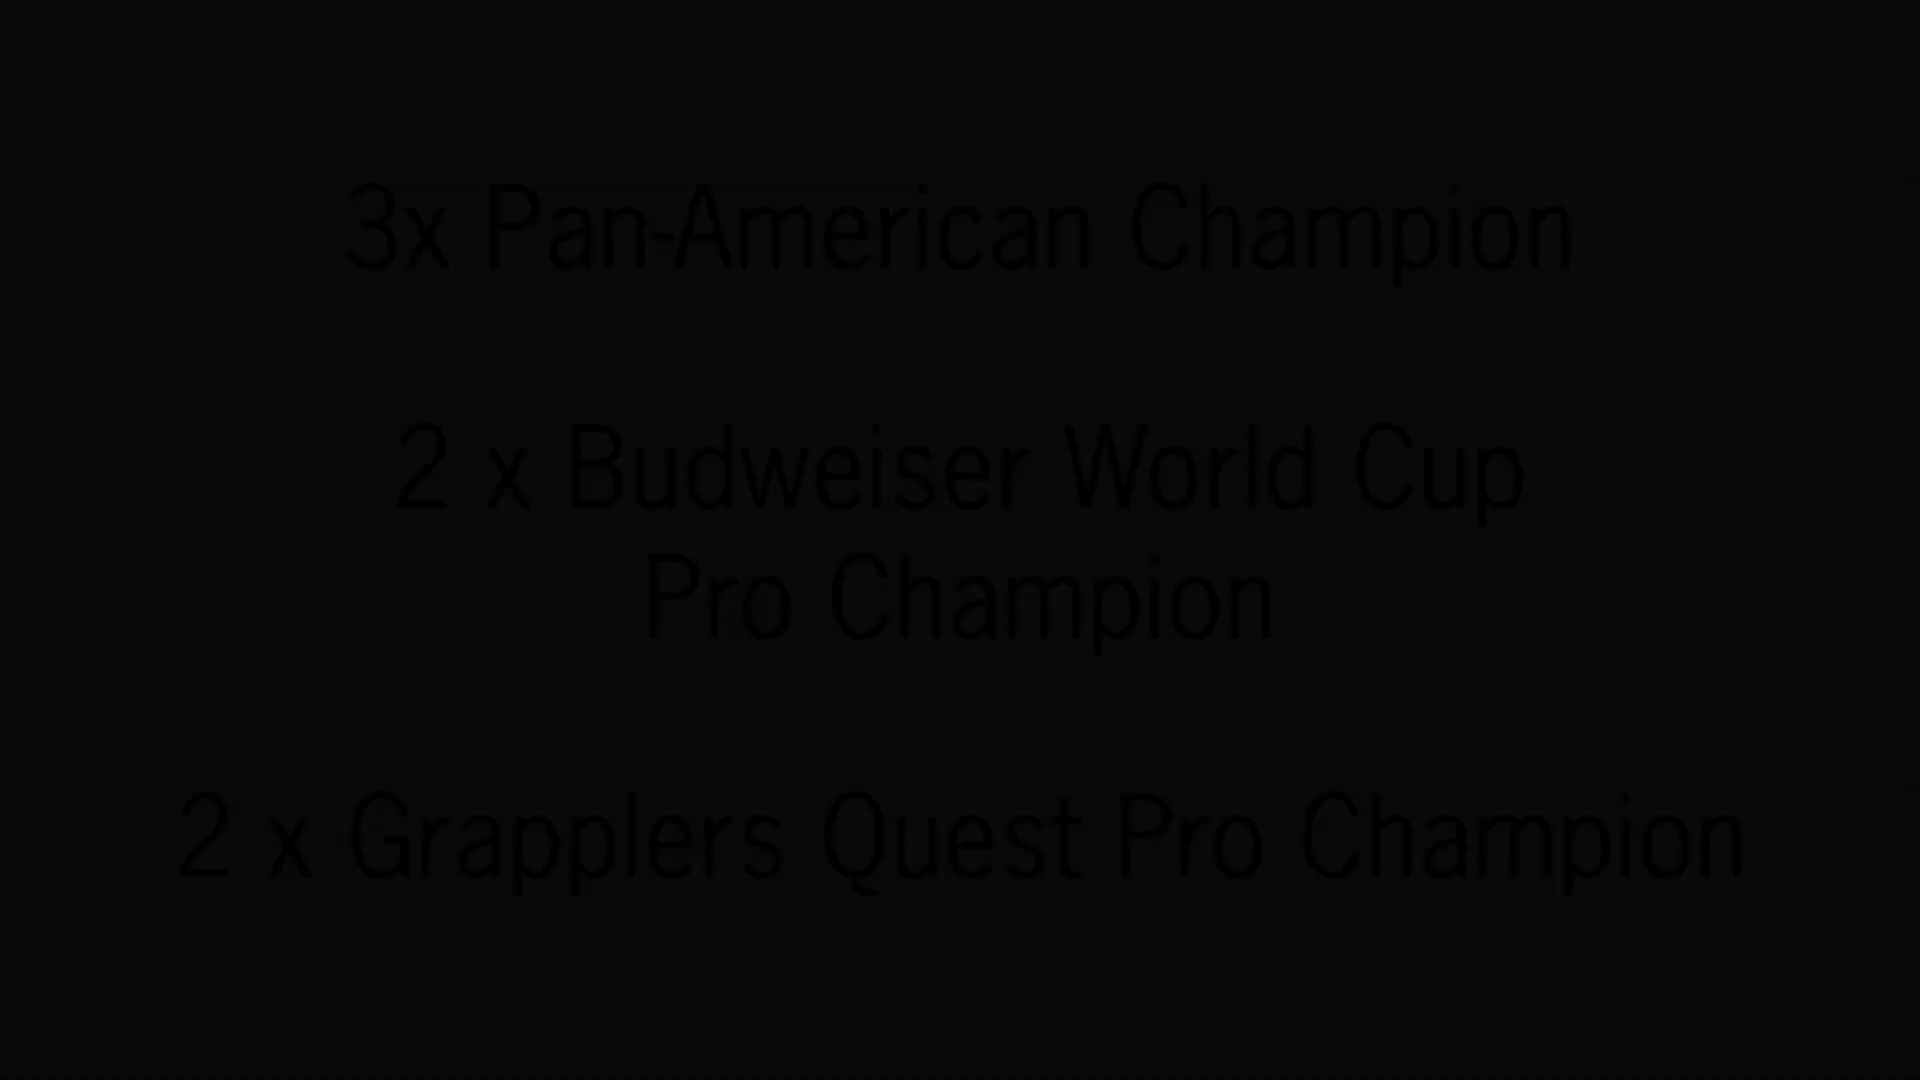 3x Pan-American Champion
2 x Budweiser World Cup
Pro Champion
2 x Grapplers Quest Pro Champion